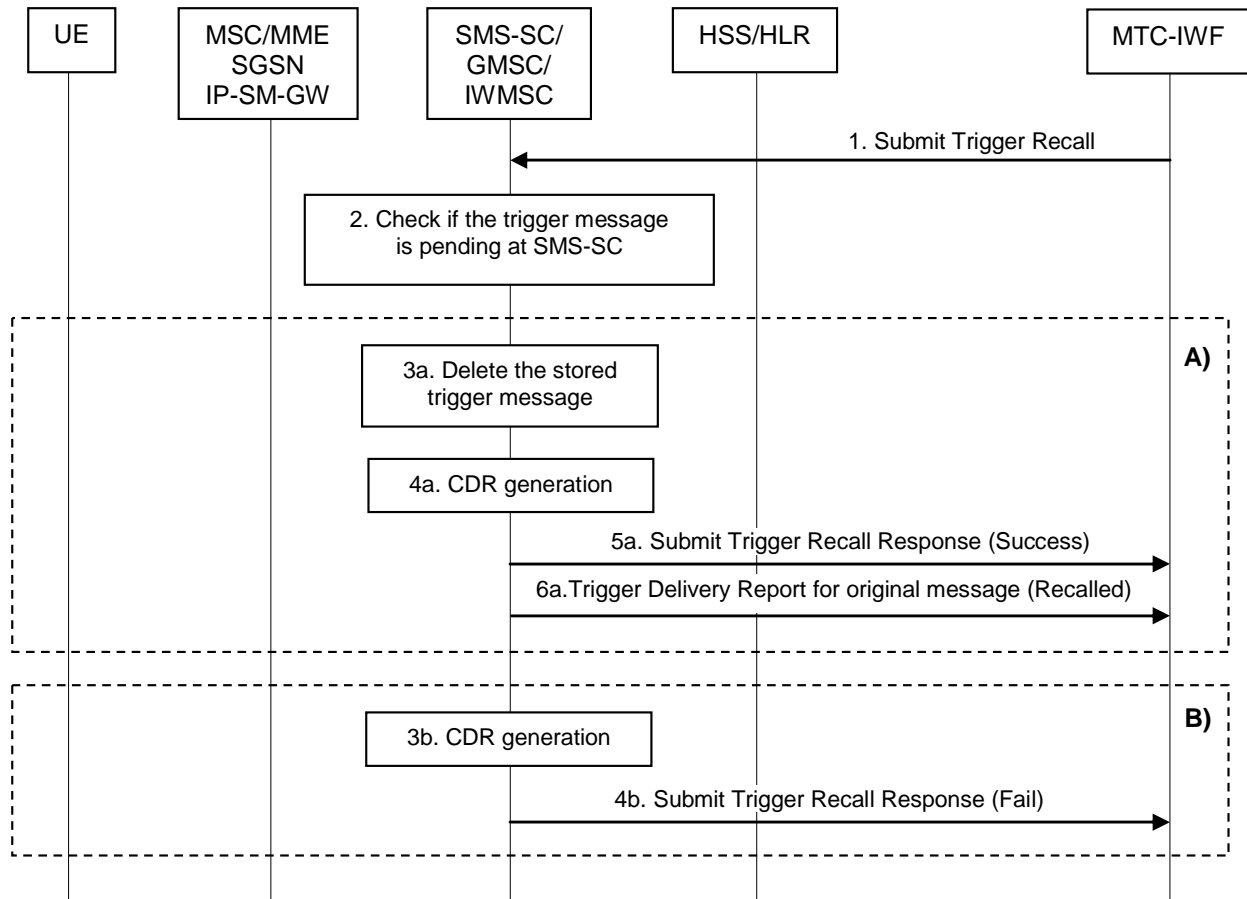 UE
MSC/MME
SGSN
IP-SM-GW
SMS-SC/
GMSC/
IWMSC
HSS/HLR
MTC-IWF
1. Submit Trigger Recall
2. Check if the trigger message
is pending at SMS-SC
A)
3a. Delete the stored
trigger message
4a. CDR generation
5a. Submit Trigger Recall Response (Success)
6a.Trigger Delivery Report for original message (Recalled)
B)
3b. CDR generation
4b. Submit Trigger Recall Response (Fail)